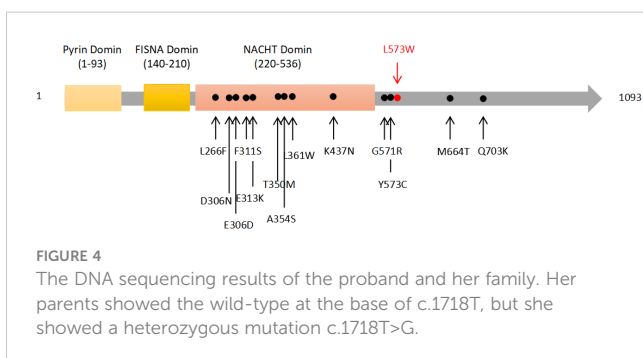 Pyrin Domin FISNA Domin NACHT Domin L573W
(1-93) (140-210) (220-536)
1 1093
L266F F311S L361W K437N G571R M664T Q703K
D306N E313K T350M Y573C
E306D A354S
FIGURE 4
The DNA sequencing results of the proband and her family. Her
parents showed the wild-type at the base of c.1718T, but she
showed a heterozygous mutation c.1718T>G.